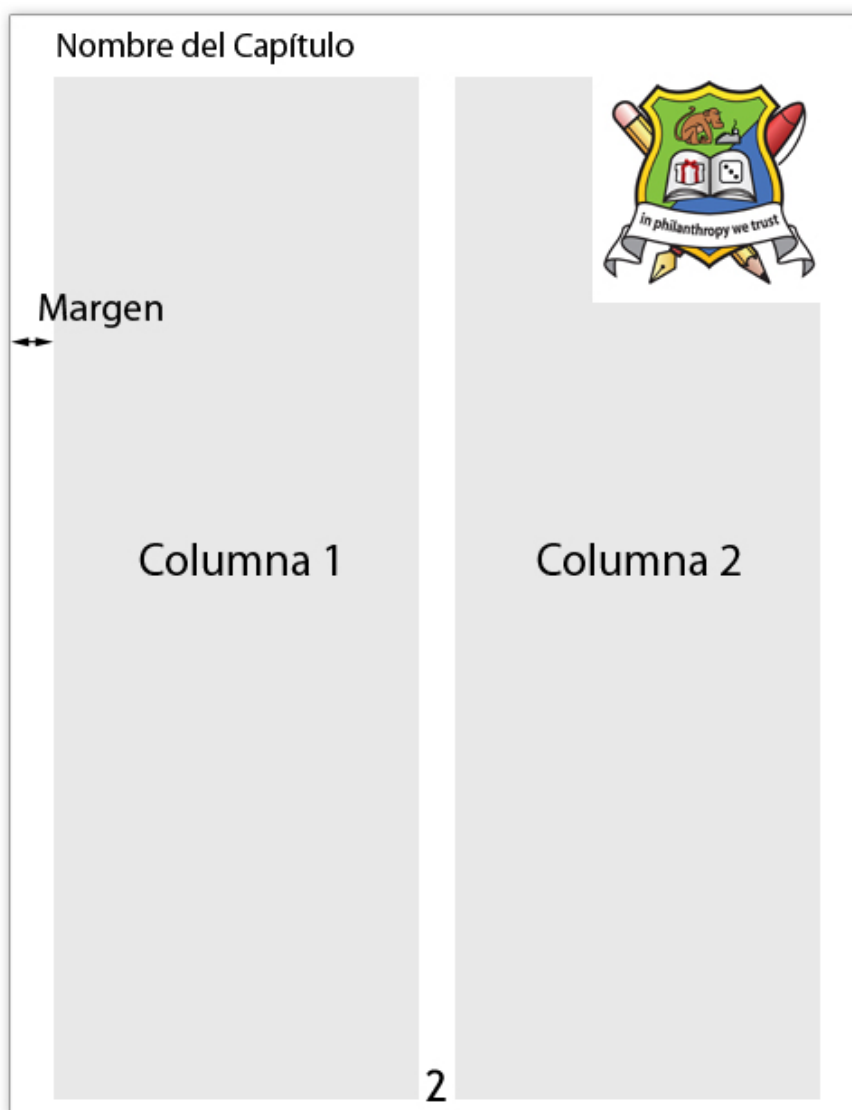 Nombre del Capítulo
in philanthropy we trust
Margen
Columna 1
Columna 2
2